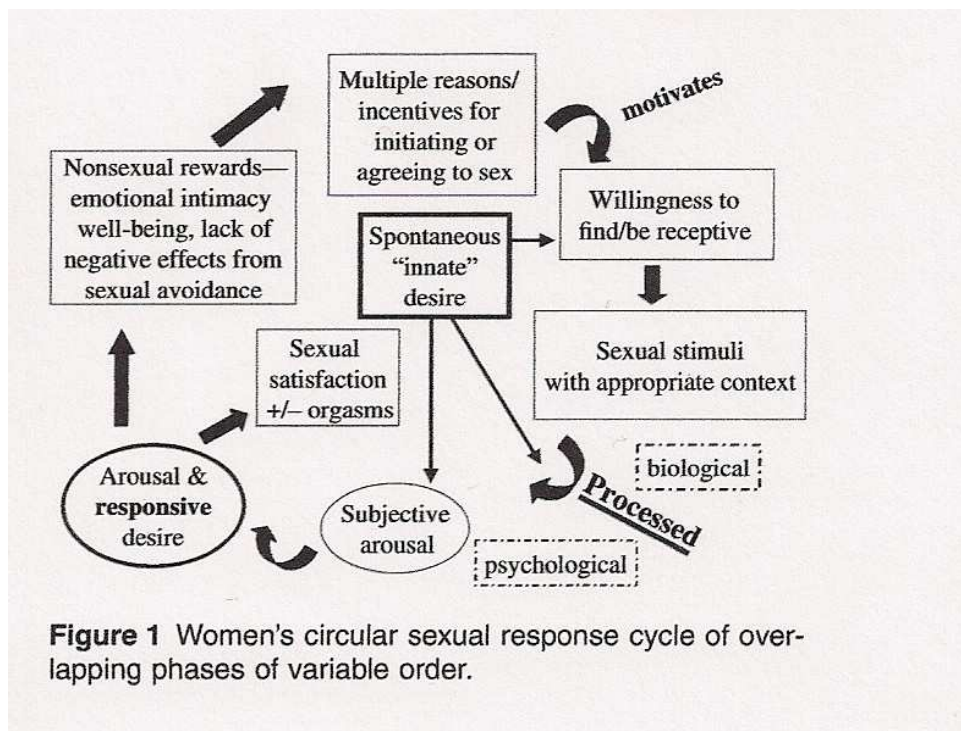 Multiple reasons/
incentives for
initiating or
agreeing to sex
motivates
Nonsexual rewards—
emotional intimacy
well-being, lack of
negative effects from
sexual avoidance
Willingness to
find/be receptive
Spontaneous
“innate”
desire
Sexual stimuli
with appropriate context
Sexual
satisfaction
+/– orgasms
biological
Processed
Arousal &
responsive
desire
Subjective
arousal
psychological
Figure 1 Women's circular sexual response cycle of over-
lapping phases of variable order.